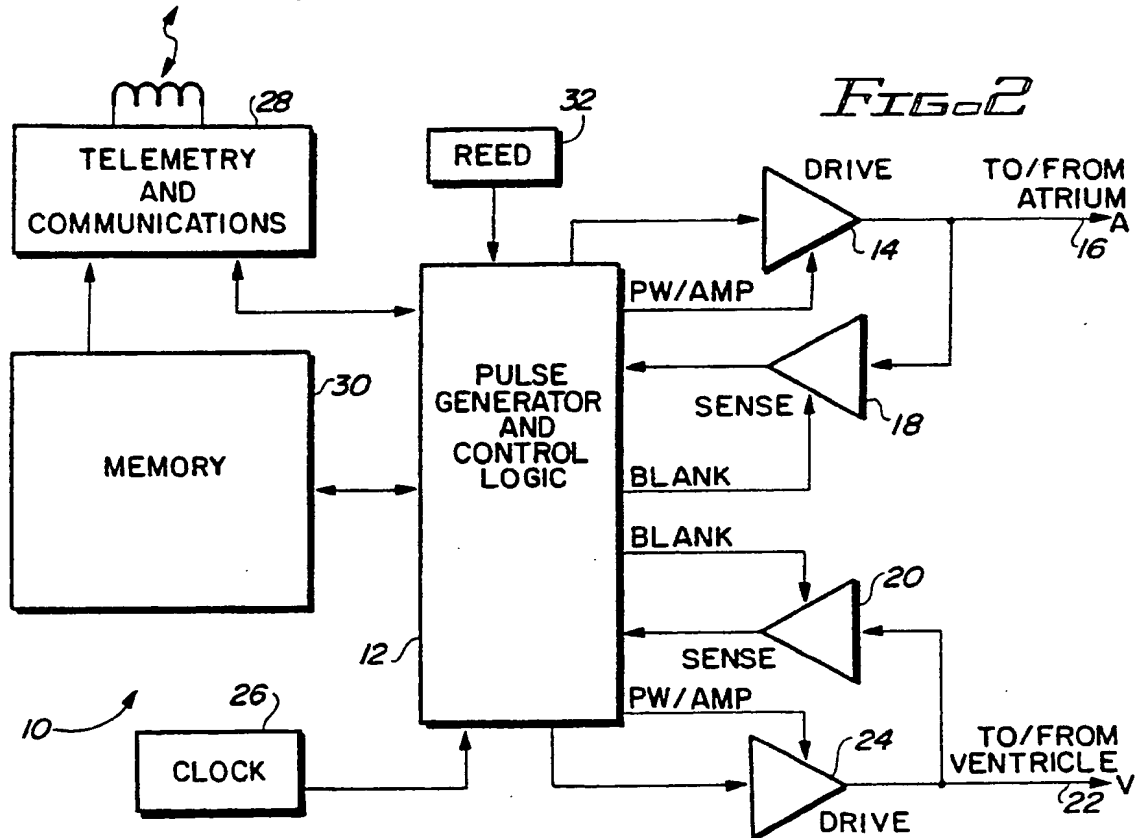 FIG. 2
28
TELEMETRY
AND
COMMUNICATIONS
32
REED
DRIVE
14
TO/FROM
ATRIUM
A
16
PW/AMP
SENSE
18
BLANK
30
MEMORY
PULSE
GENERATOR
AND
CONTROL
LOGIC
12
BLANK
20
SENSE
PW/AMP
24
DRIVE
TO/FROM
VENTRICLE
V
22
10
26
CLOCK